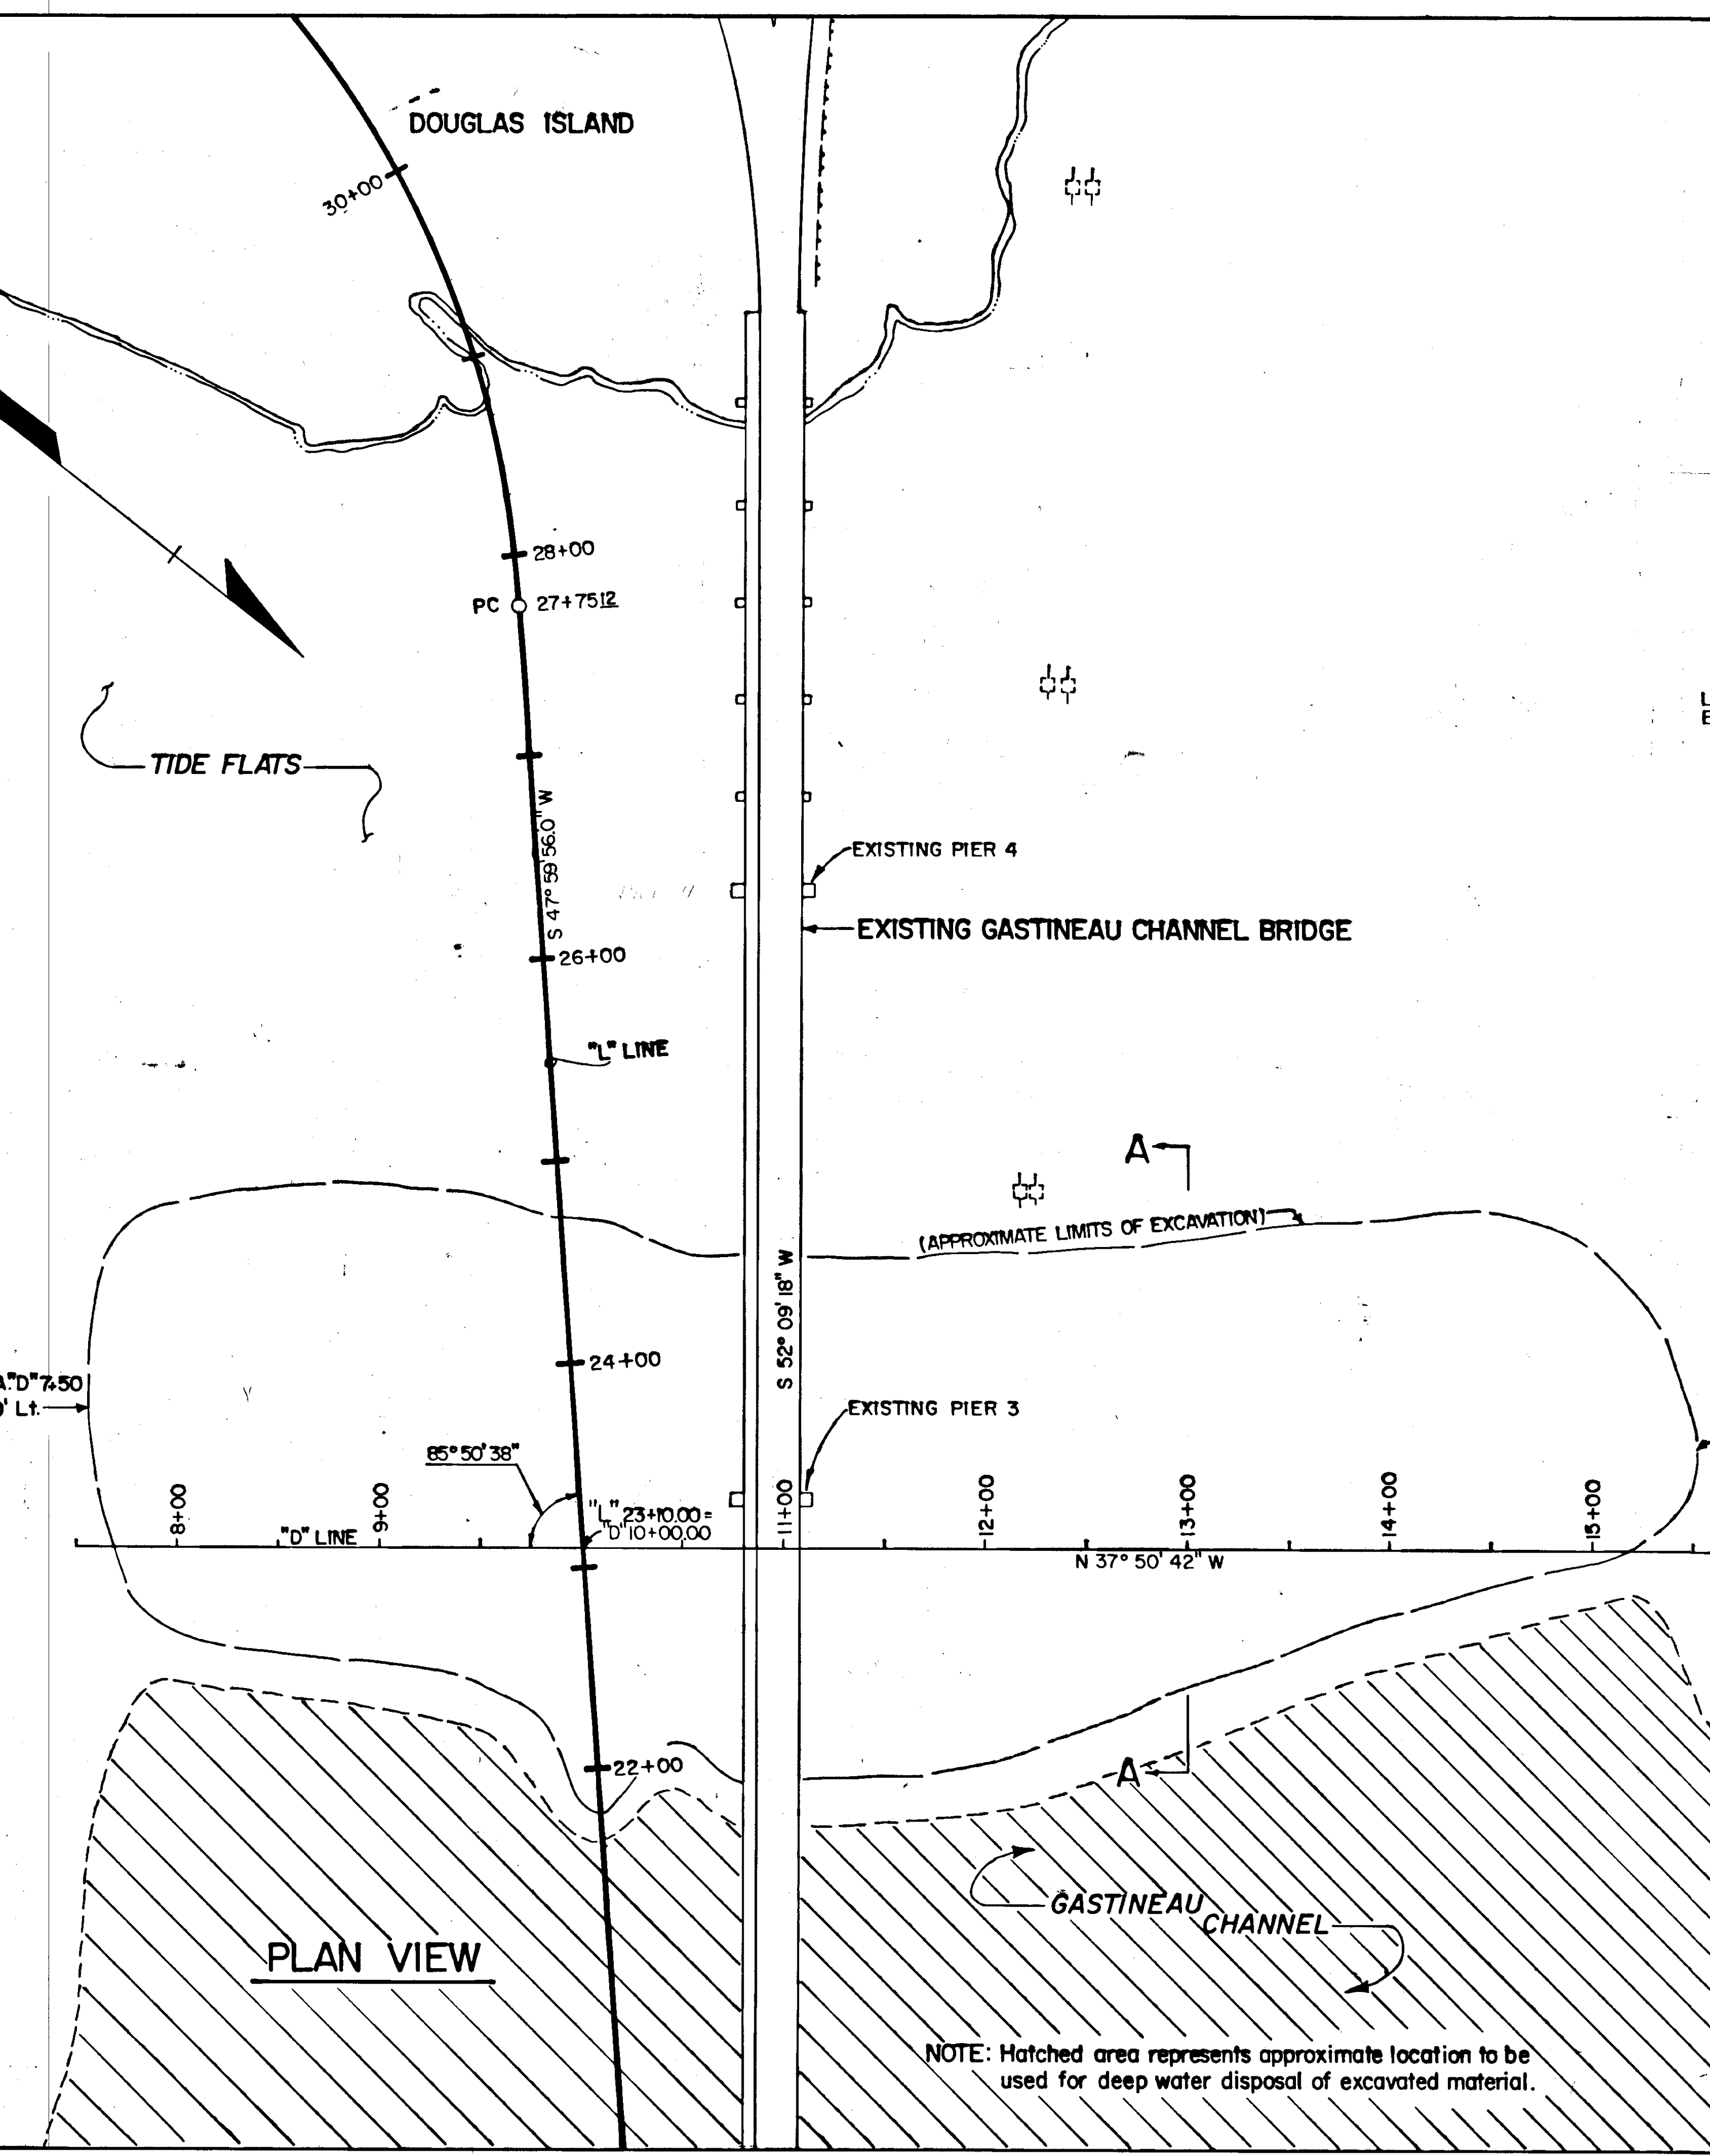 DOUGLAS ISLAND
30+00
28+00
PC 27+75 12
TIDE FLATS
S 47° 59' 56.0" W
EXISTING PIER 4
EXISTING GASTINEAU CHANNEL BRIDGE
26+00
"L" LINE
A
(APPROXIMATE LIMITS OF EXCAVATION)
S 52° 09' 18" W
24+00
"D" 7+50
' Lt.
EXISTING PIER 3
85° 50' 38"
8+00
9+00
11+00
12+00
13+00
14+00
15+00
"L" 23+10.00 =
"D" 10+00.00
"D" LINE
N 37° 50' 42" W
22+00
A
GASTINEAU
CHANNEL
PLAN VIEW
NOTE: Hatched area represents approximate location to be
used for deep water disposal of excavated material.